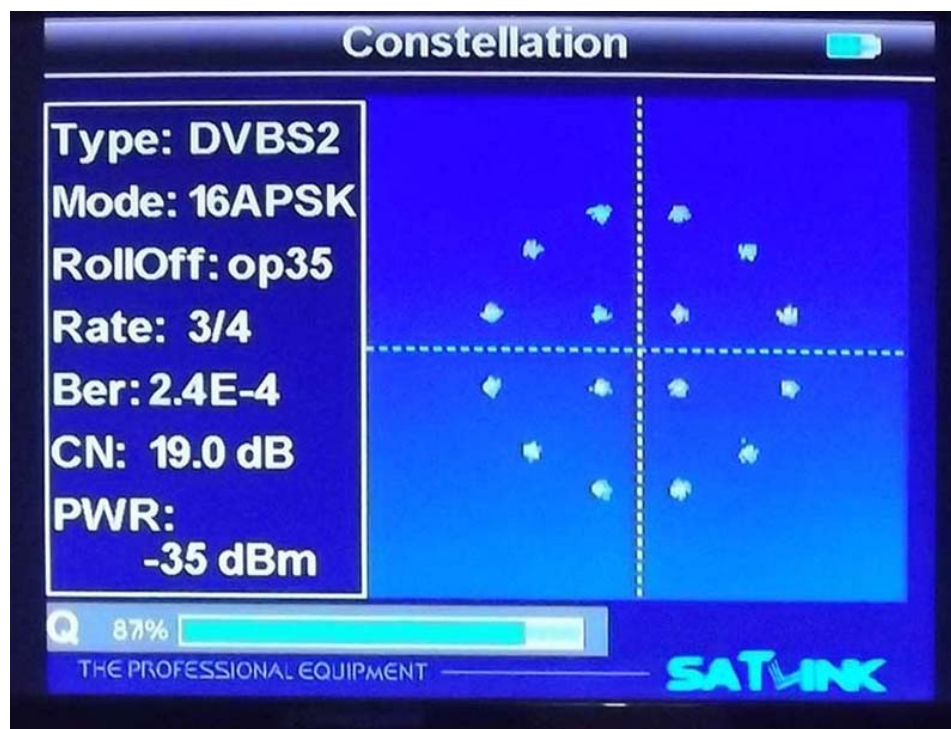 Constellation
Type: DVBS2
Mode: 16APSK
RollOff: op35
Rate: 3/4
Ber: 2.4E-4
CN: 19.0 dB
PWR:
-35 dBm
Q
THE PROFESSIONAL EQUIPMENT
SATLINK